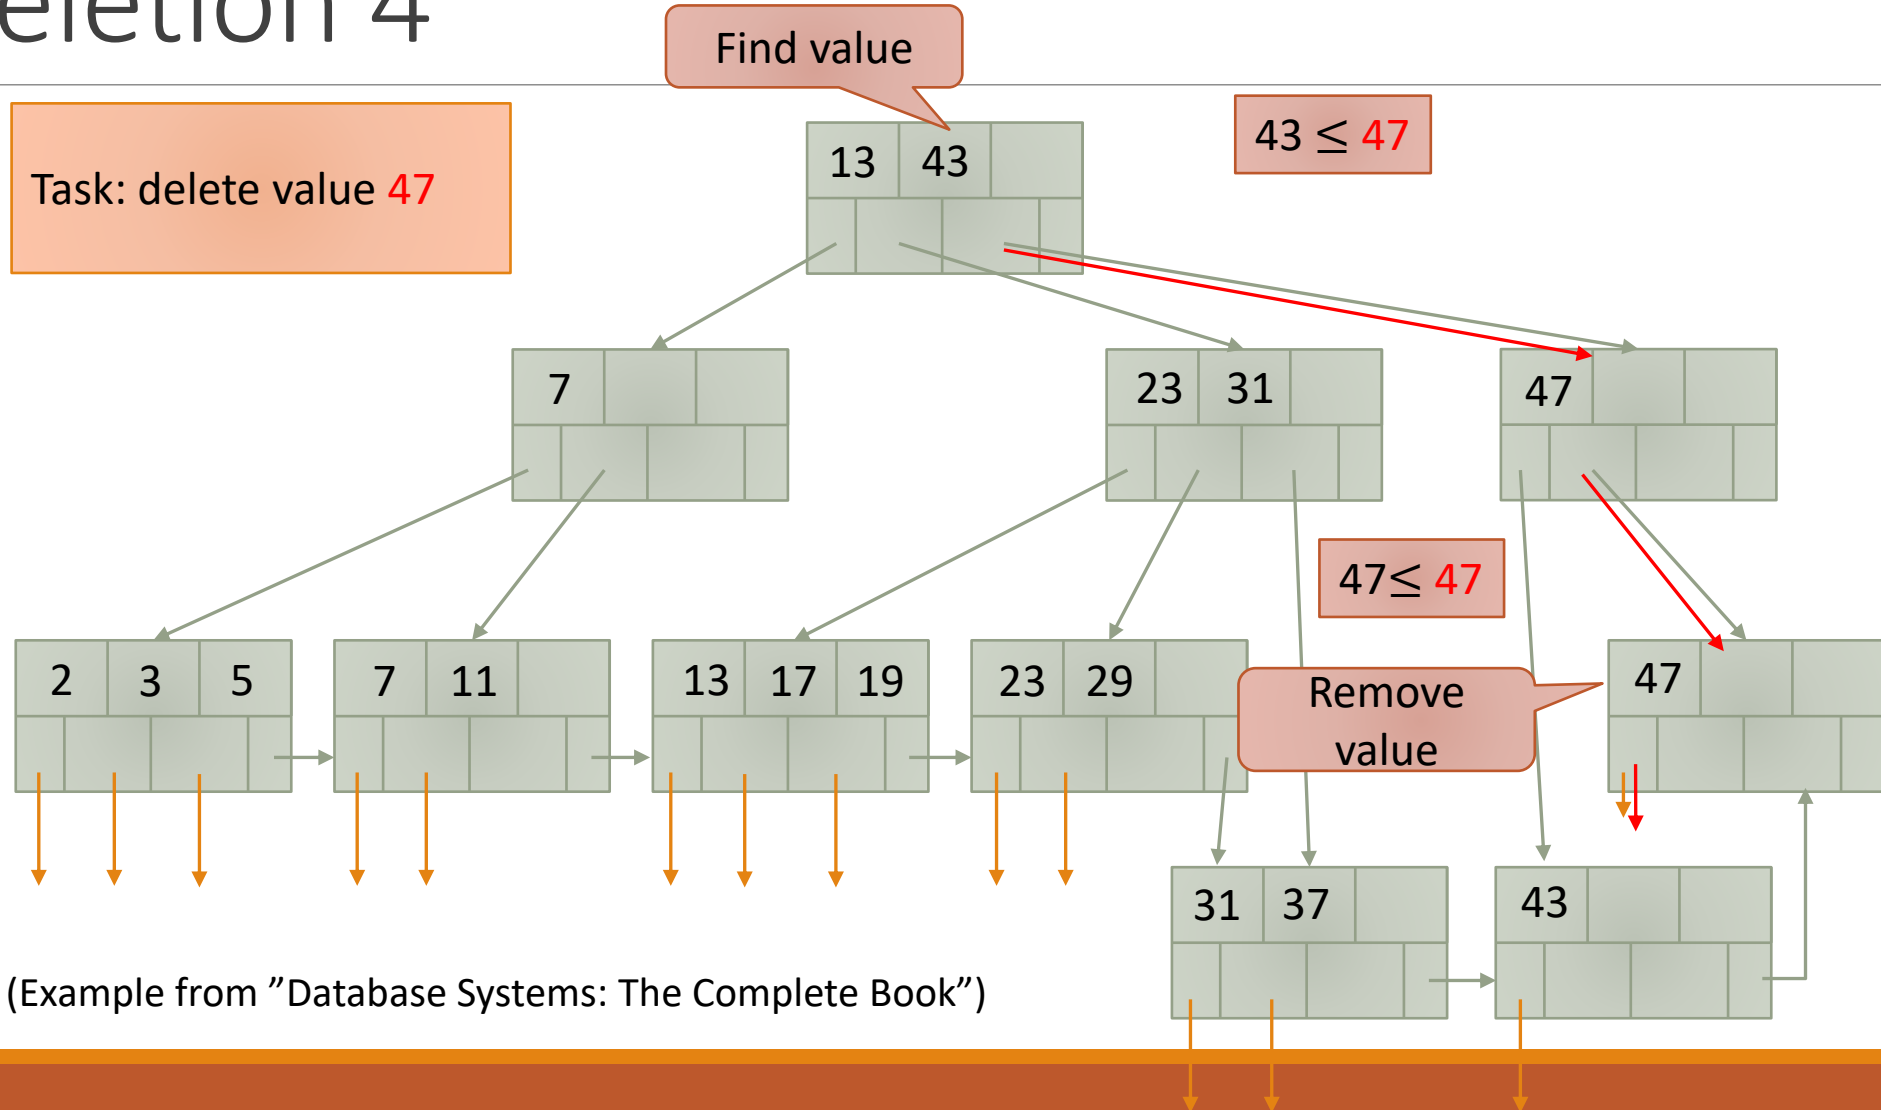 eletion 4
Find value
Task: delete value 47
43 ≤ 47
13 43
7
23 31
47
47≤ 47
2 3 5
7 11
13 17 19
23 29
47
Remove
value
31 37
43
(Example from ”Database Systems: The Complete Book”)